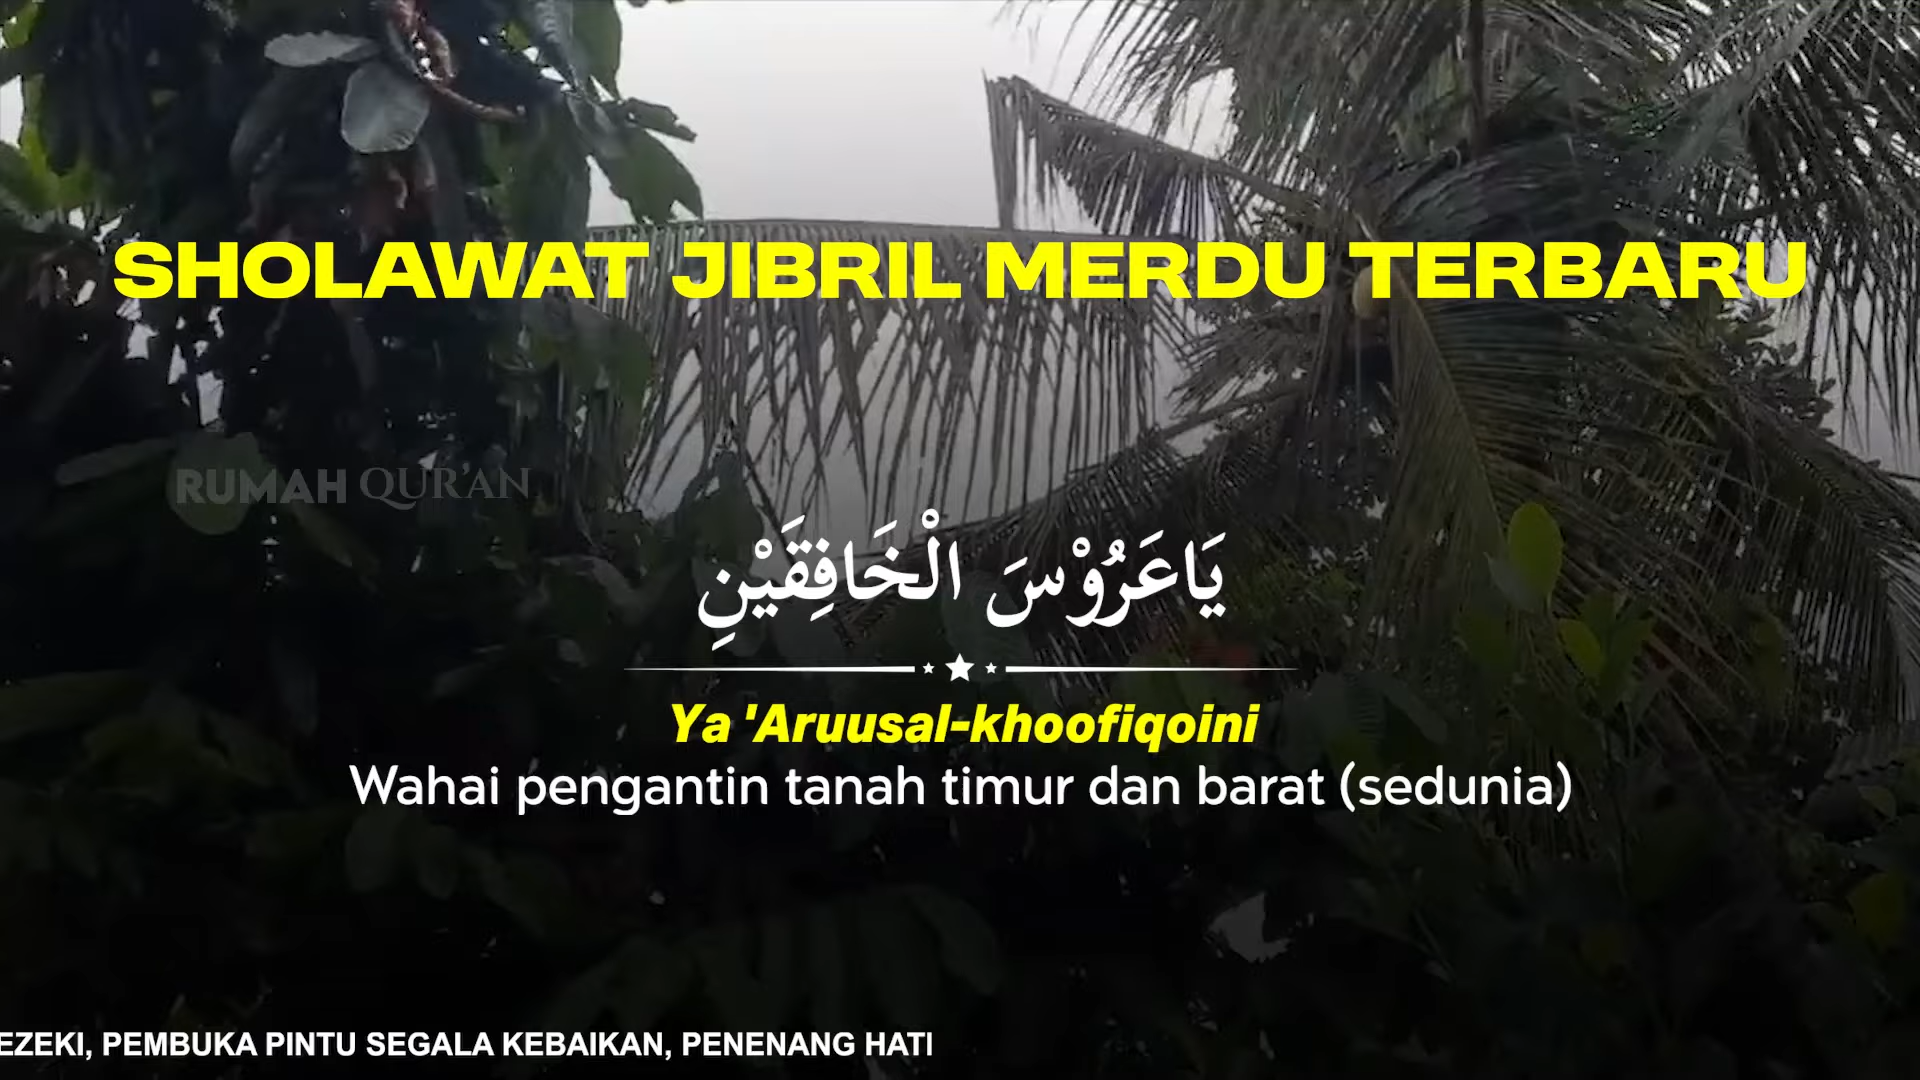 SHOLAWAT JIBRIL MERDU TERBARU
RUMAH QUR'AN
يَاعَرُوْسَ الْخَافِقَيْنِ
Ya 'Aruusal-khoofiqoini
Wahai pengantin tanah timur dan barat (sedunia)
EZEKI, PEMBUKA PINTU SEGALA KEBAIKAN, PENENANG HATI